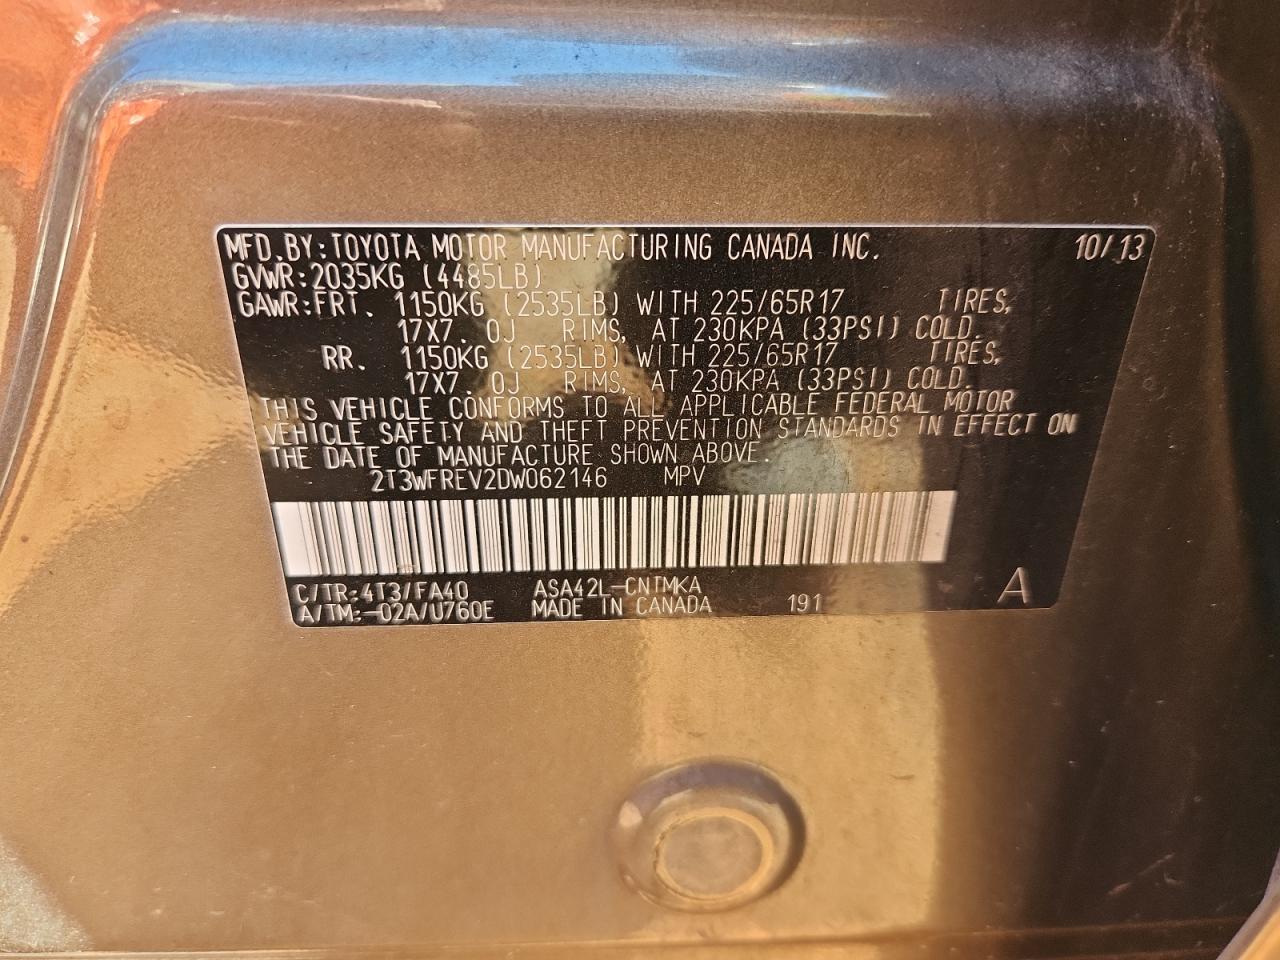 MFD.BY:TOYOTA MOTOR MANUFACTURING CANADA INC. 10/13
GVWR:2035KG (4485LB)
GAWR:FRT. 1150KG (2535LB) WITH 225/65R17 TIRES,
17X7. 0J RIMS, AT 230KPA (33PSI) COLD.
RR. 1150KG (2535LB) WITH 225/65R17 TIRES,
17X7. 0J RIMS, AT 230KPA (33PSI) COLD.
THIS VEHICLE CONFORMS TO ALL APPLICABLE FEDERAL MOTOR
VEHICLE SAFETY AND THEFT PREVENTION STANDARDS IN EFFECT ON
THE DATE OF MANUFACTURE SHOWN ABOVE.
2T3WFREV2DW062146 MPV
C/TR:4T3/FA40 ASA42L-CNTMKA
A/TM:-02A/U760E MADE IN CANADA 191 A